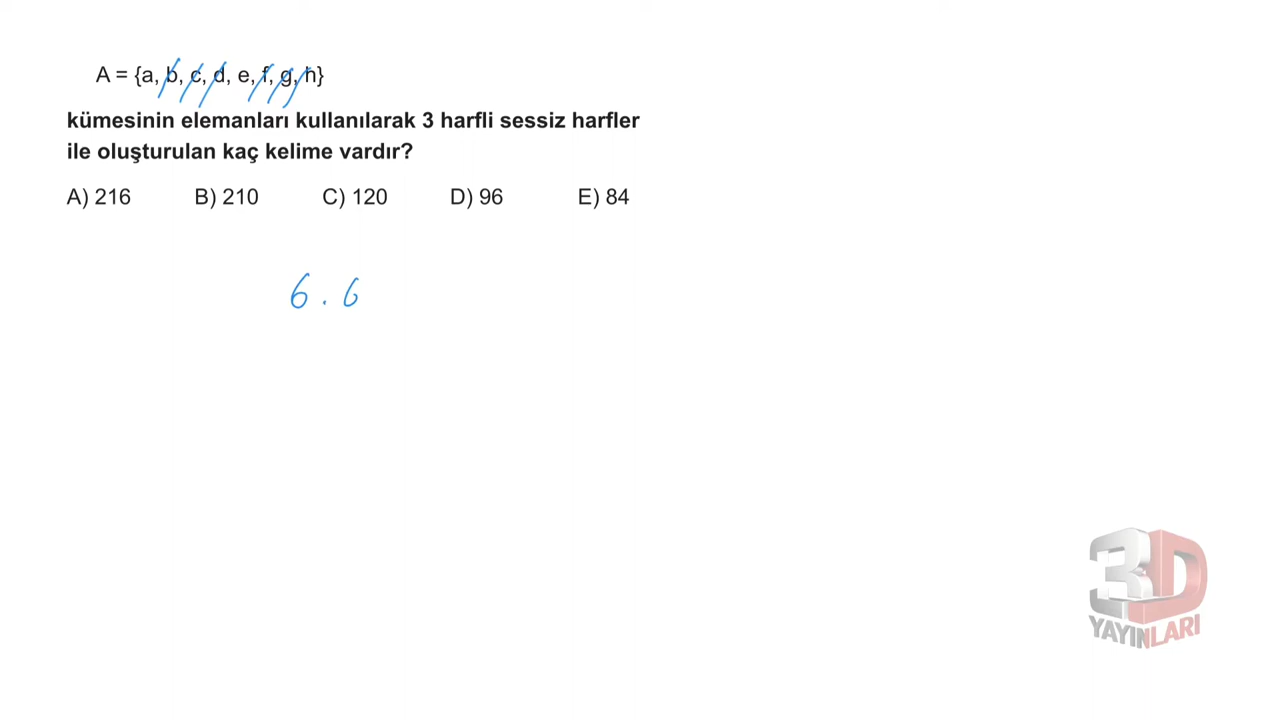 A = {a, b, c, d, e, f, g, h}
kümesinin elemanları kullanılarak 3 harfli sessiz harfler
ile oluşturulan kaç kelime vardır?
A) 216 B) 210 C) 120 D) 96 E) 84
6 . 6
3D
YAYINLARI